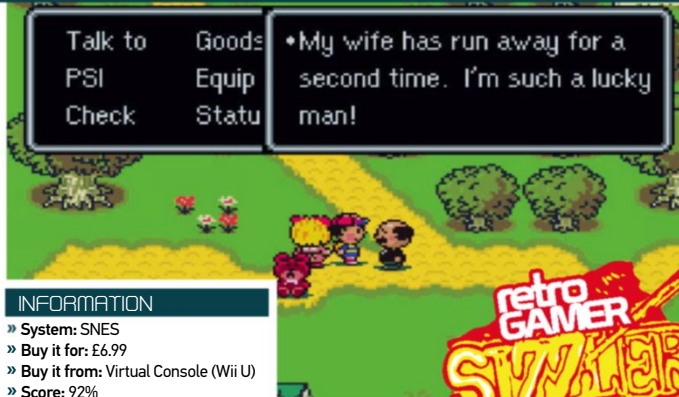 Talk to Goods
PSI Equip
Check Statu
•My wife has run away for a
second time. I'm such a lucky
man!
INFORMATION
» System: SNES
» Buy it for: £6.99
» Buy it from: Virtual Console (Wii U)
» Score: 92%
retro
GAMER
SIZZLER